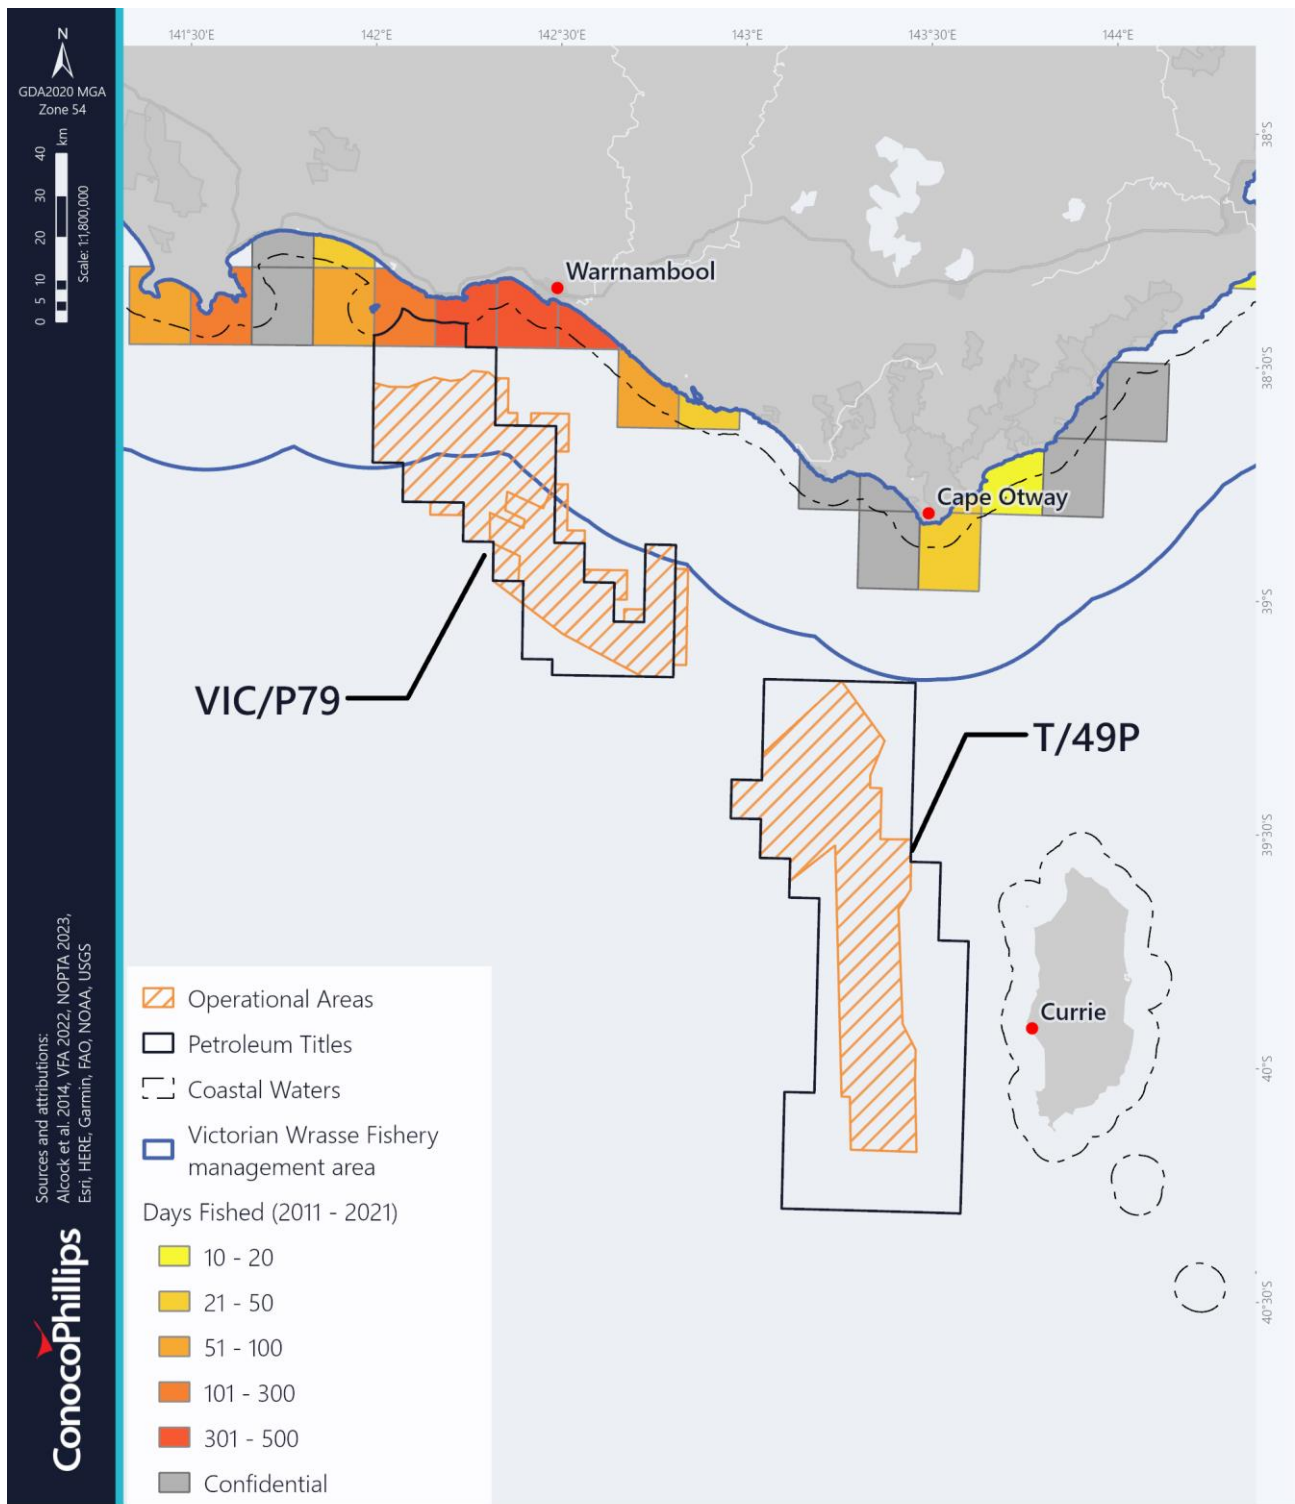 141°30'E
142°E
142°30'E
143°E
143°30'E
144°E
N
GDA2020 MGA
Zone 54
0 5 10 20 30 40
km
Scale: 1:1,800,000
38°S
38°30'S
39°S
39°30'S
40°S
40°30'S
Warrnambool
Cape Otway
VIC/P79
T/49P
Currie
Operational Areas
Petroleum Titles
Coastal Waters
Victorian Wrasse Fishery
management area
Days Fished (2011 - 2021)
10 - 20
21 - 50
51 - 100
101 - 300
301 - 500
Confidential
Sources and attributions:
Alcock et al. 2014, VFA 2022, NOPTA 2023,
Esri, HERE, Garmin, FAO, NOAA, USGS
ConocoPhillips